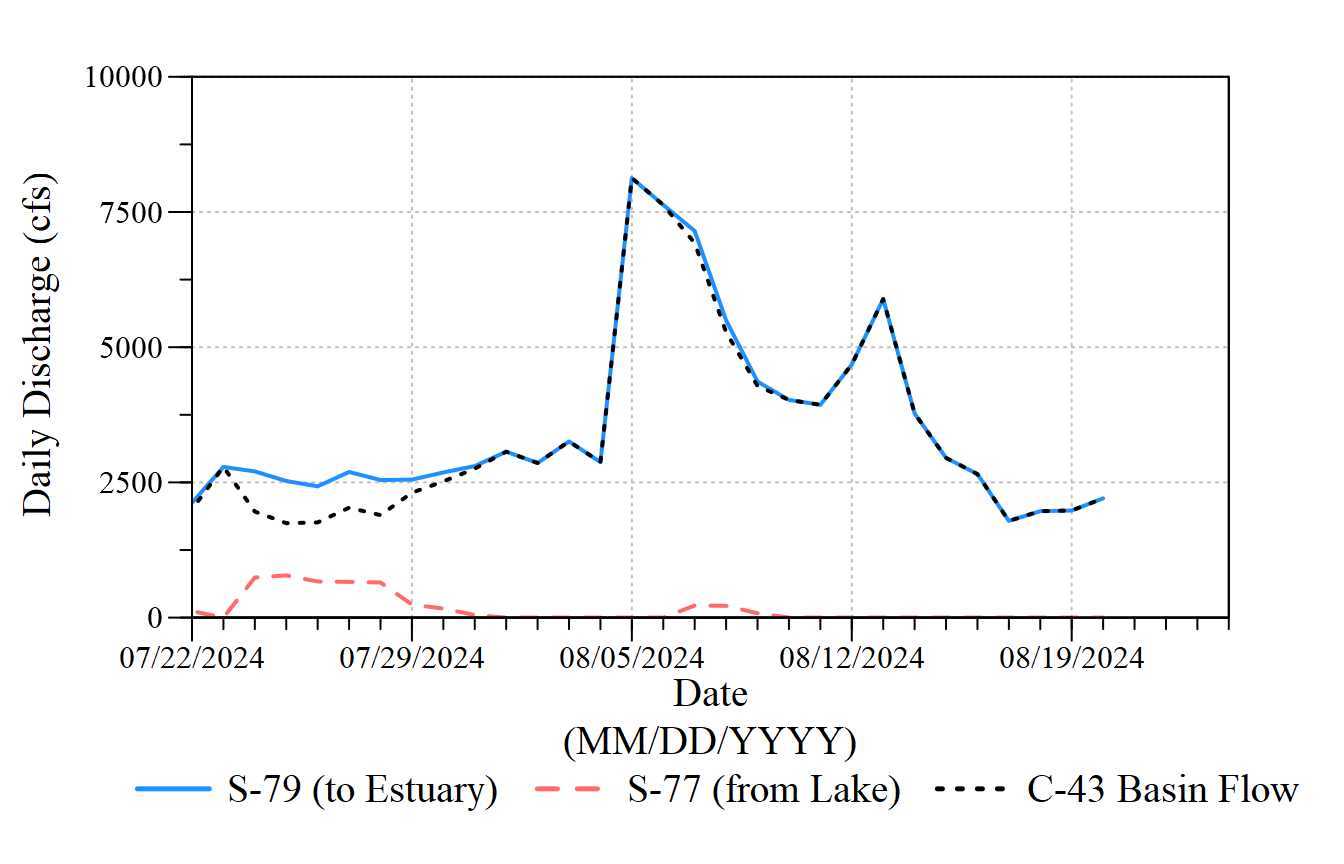 10000
7500
5000
2500
0
Daily Discharge (cfs)
07/22/2024 07/29/2024 08/05/2024 08/12/2024 08/19/2024
Date
(MM/DD/YYYY)
S-79 (to Estuary) S-77 (from Lake) C-43 Basin Flow